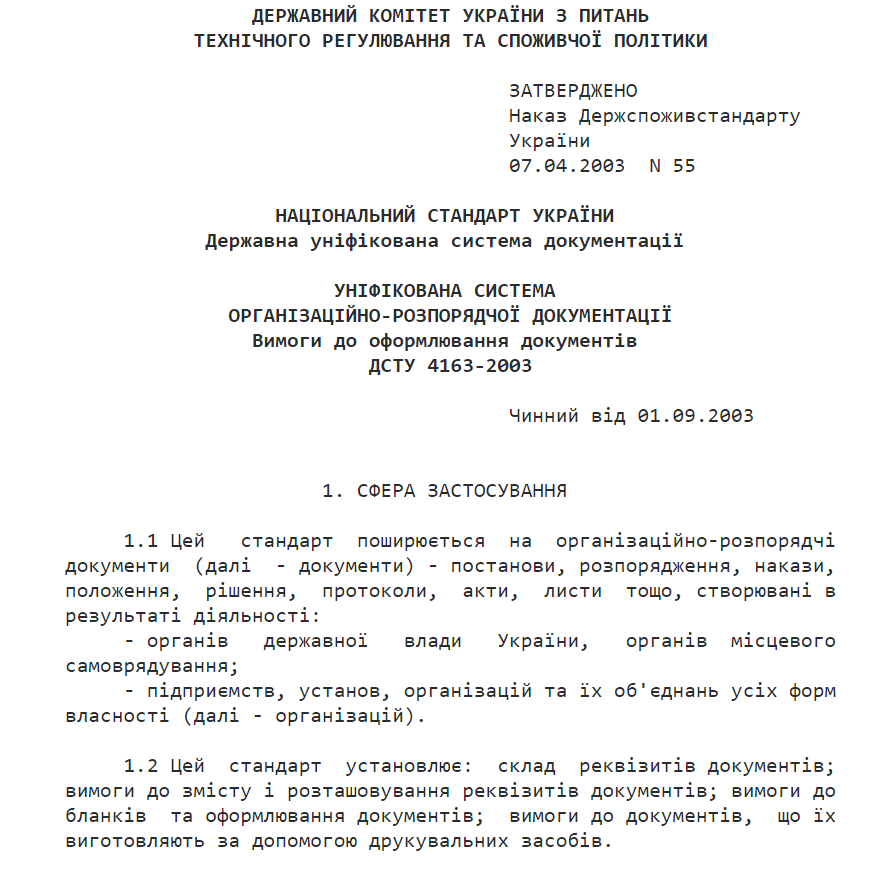 ДЕРЖАВНИЙ КОМІТЕТ УКРАЇНИ З ПИТАНЬ
ТЕХНІЧНОГО РЕГУЛЮВАННЯ ТА СПОЖИВЧОЇ ПОЛІТИКИ
ЗАТВЕРДЖЕНО
Наказ Держспоживстандарту
України
07.04.2003 N 55
НАЦІОНАЛЬНИЙ СТАНДАРТ УКРАЇНИ
Державна уніфікована система документації
УНІФІКОВАНА СИСТЕМА
ОРГАНІЗАЦІЙНО-РОЗПОРЯДЧОЇ ДОКУМЕНТАЦІЇ
Вимоги до оформлювання документів
ДСТУ 4163-2003
Чинний від 01.09.2003
1. СФЕРА ЗАСТОСУВАННЯ
1.1 Цей стандарт поширюється на організаційно-розпорядчі
документи (далі - документи) - постанови, розпорядження, накази,
положення, рішення, протоколи, акти, листи тощо, створювані в
результаті діяльності:
- органів державної влади України, органів місцевого
самоврядування;
- підприємств, установ, організацій та їх об'єднань усіх форм
власності (далі - організацій).
1.2 Цей стандарт установлює: склад реквізитів документів;
вимоги до змісту і розташовування реквізитів документів; вимоги до
бланків та оформлювання документів; вимоги до документів, що їх
виготовляють за допомогою друкувальних засобів.